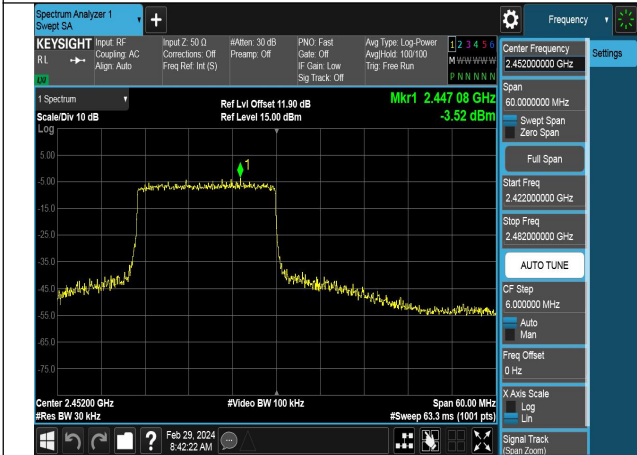 Spectrum Analyzer 1
Swept SA
+
Frequency
KEYSIGHT
RL
Input: RF
Coupling: AC
Align: Auto
Input Z: 50 Ω
Corrections: Off
Freq Ref: Int (S)
#Atten: 30 dB
Preamp: Off
PNO: Fast
Gate: Off
IF Gain: Low
Sig Track: Off
Avg Type: Log-Power
Avg|Hold: 100/100
Trig: Free Run
1 2 3 4 5 6
M W W W W W
P N N N N N
Center Frequency
2.452000000 GHz
Settings
Span
60.0000000 MHz
Swept Span
Zero Span
Full Span
Start Freq
2.422000000 GHz
Stop Freq
2.482000000 GHz
AUTO TUNE
CF Step
6.000000 MHz
Auto
Man
Freq Offset
0 Hz
X Axis Scale
Log
Lin
Signal Track
(Span Zoom)
1 Spectrum
Scale/Div 10 dB
Log
Ref Lvl Offset 11.90 dB
Ref Level 15.00 dBm
Mkr1 2.447 08 GHz
-3.52 dBm
1
5.00
-5.00
-15.0
-25.0
-35.0
-45.0
-55.0
-65.0
-75.0
Center 2.45200 GHz
#Res BW 30 kHz
#Video BW 100 kHz
Span 60.00 MHz
#Sweep 63.3 ms (1001 pts)
?
Feb 29, 2024
8:42:22 AM